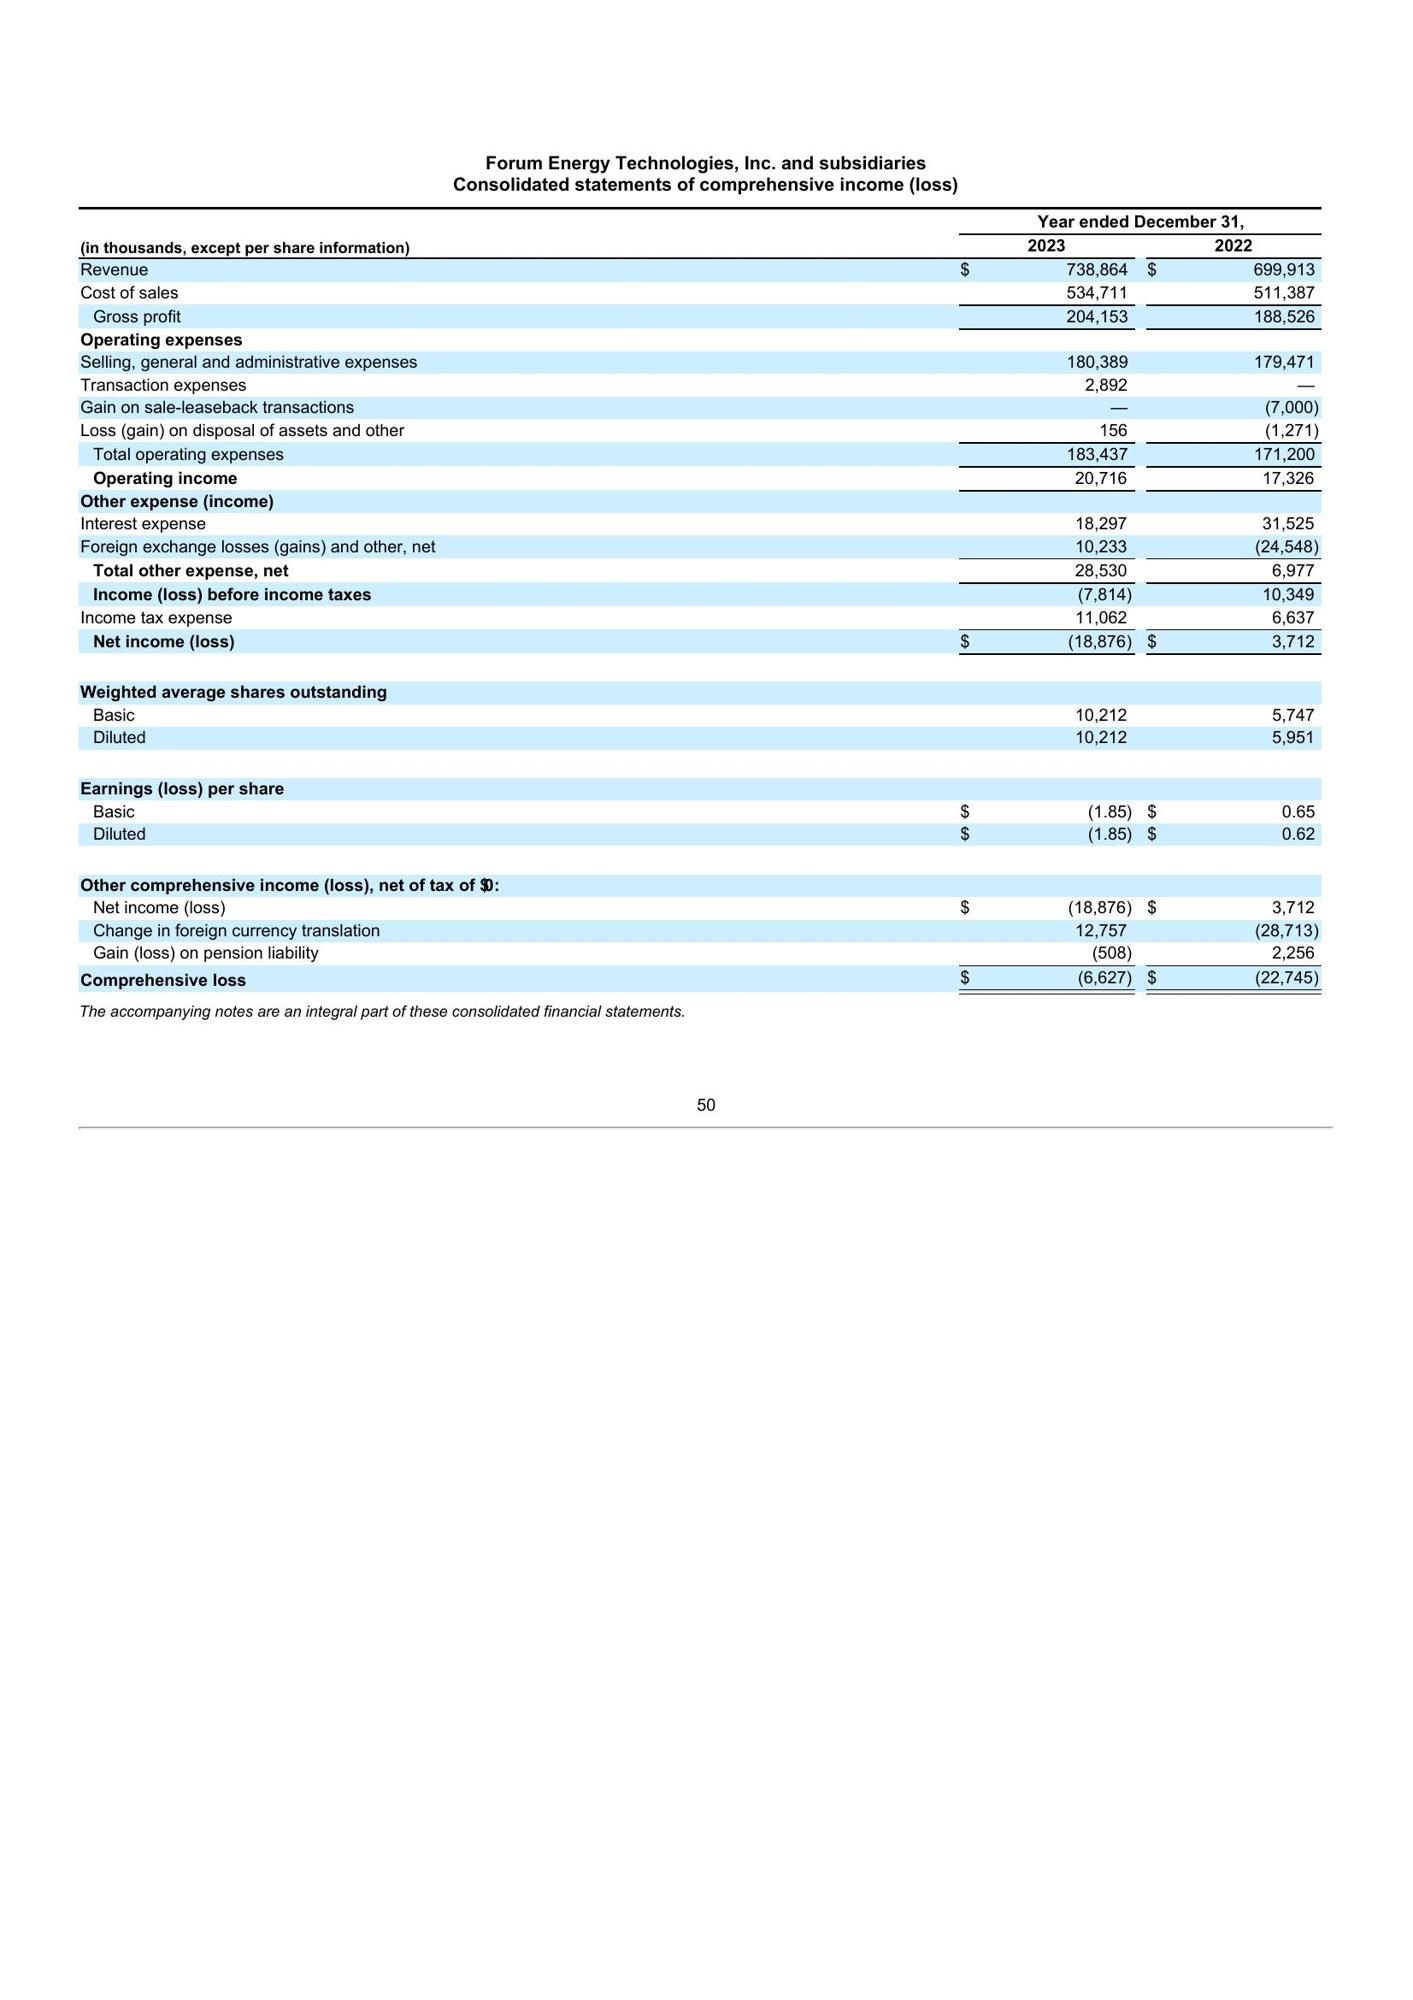 Forum Energy Technologies, Inc. and subsidiaries
Consolidated statements of comprehensive income (loss)
Year ended December 31,
(in thousands, except per share information) 2023 2022
Revenue $ 738,864 $ 699,913
Cost of sales 534,711 511,387
Gross profit 204,153 188,526
Operating expenses
Selling, general and administrative expenses 180,389 179,471
Transaction expenses 2,892 —
Gain on sale-leaseback transactions — (7,000)
Loss (gain) on disposal of assets and other 156 (1,271)
Total operating expenses 183,437 171,200
Operating income 20,716 17,326
Other expense (income)
Interest expense 18,297 31,525
Foreign exchange losses (gains) and other, net 10,233 (24,548)
Total other expense, net 28,530 6,977
Income (loss) before income taxes (7,814) 10,349
Income tax expense 11,062 6,637
Net income (loss) $ (18,876) $ 3,712
Weighted average shares outstanding
Basic 10,212 5,747
Diluted 10,212 5,951
Earnings (loss) per share
Basic $ (1.85) $ 0.65
Diluted $ (1.85) $ 0.62
Other comprehensive income (loss), net of tax of $0:
Net income (loss) $ (18,876) $ 3,712
Change in foreign currency translation 12,757 (28,713)
Gain (loss) on pension liability (508) 2,256
Comprehensive loss $ (6,627) $ (22,745)
The accompanying notes are an integral part of these consolidated financial statements.
50